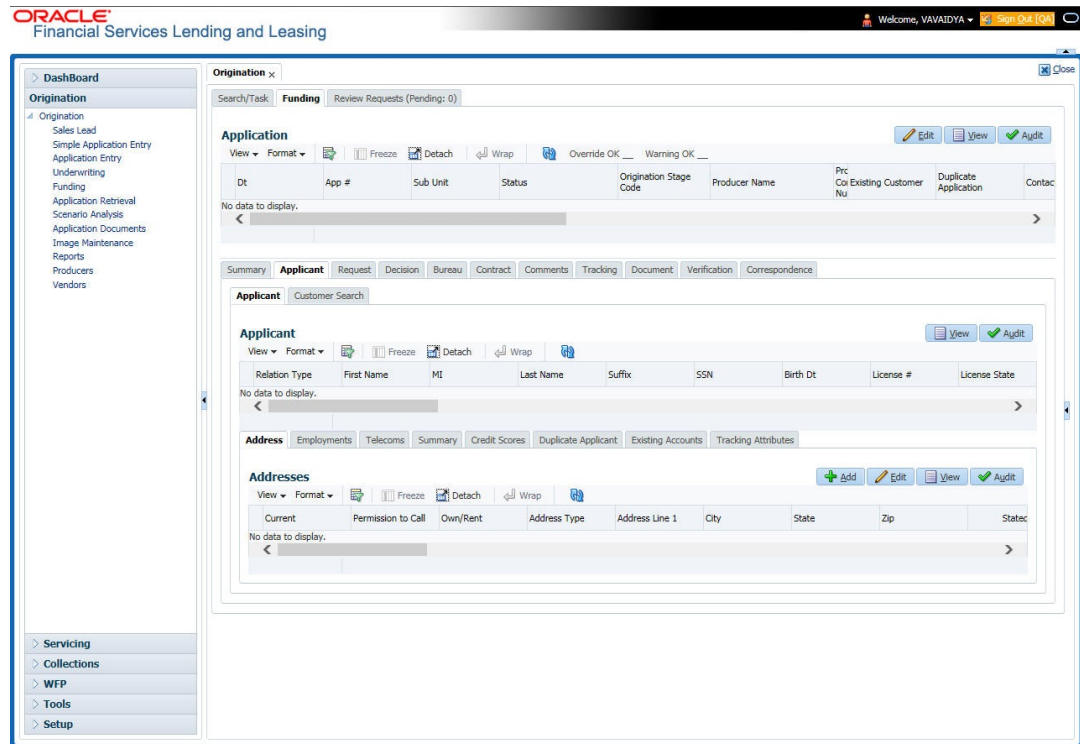 ORACLE
Financial Services Lending and Leasing
Welcome, VAVAIDYA Sign Out [QA]
DashBoard
Origination
Origination
Sales Lead
Simple Application Entry
Application Entry
Underwriting
Funding
Application Retrieval
Scenario Analysis
Application Documents
Image Maintenance
Reports
Producers
Vendors
Servicing
Collections
WFP
Tools
Setup
Origination Close
Search/Task Funding Review Requests (Pending: 0)
Application Edit View Audit
View Format Freeze Detach Wrap Override OK __ Warning OK __
Dt App # Sub Unit Status Origination Stage Code Producer Name Pro Co Nu Existing Customer Duplicate Application Contac
No data to display.
Summary Applicant Request Decision Bureau Contract Comments Tracking Document Verification Correspondence
Applicant Customer Search
Applicant View Audit
View Format Freeze Detach Wrap
Relation Type First Name MI Last Name Suffix SSN Birth Dt License # License State
No data to display.
Address Employments Telecoms Summary Credit Scores Duplicate Applicant Existing Accounts Tracking Attributes
Addresses Add Edit View Audit
View Format Freeze Detach Wrap
Current Permission to Call Own/Rent Address Type Address Line 1 City State Zip Stated
No data to display.